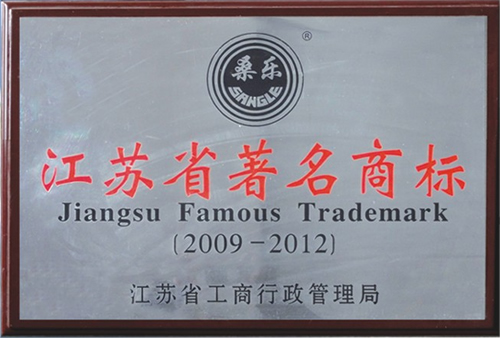 ®
桑乐
SANGLE
江苏省著名商标
Jiangsu Famous Trademark
(2009-2012)
江苏省工商行政管理局